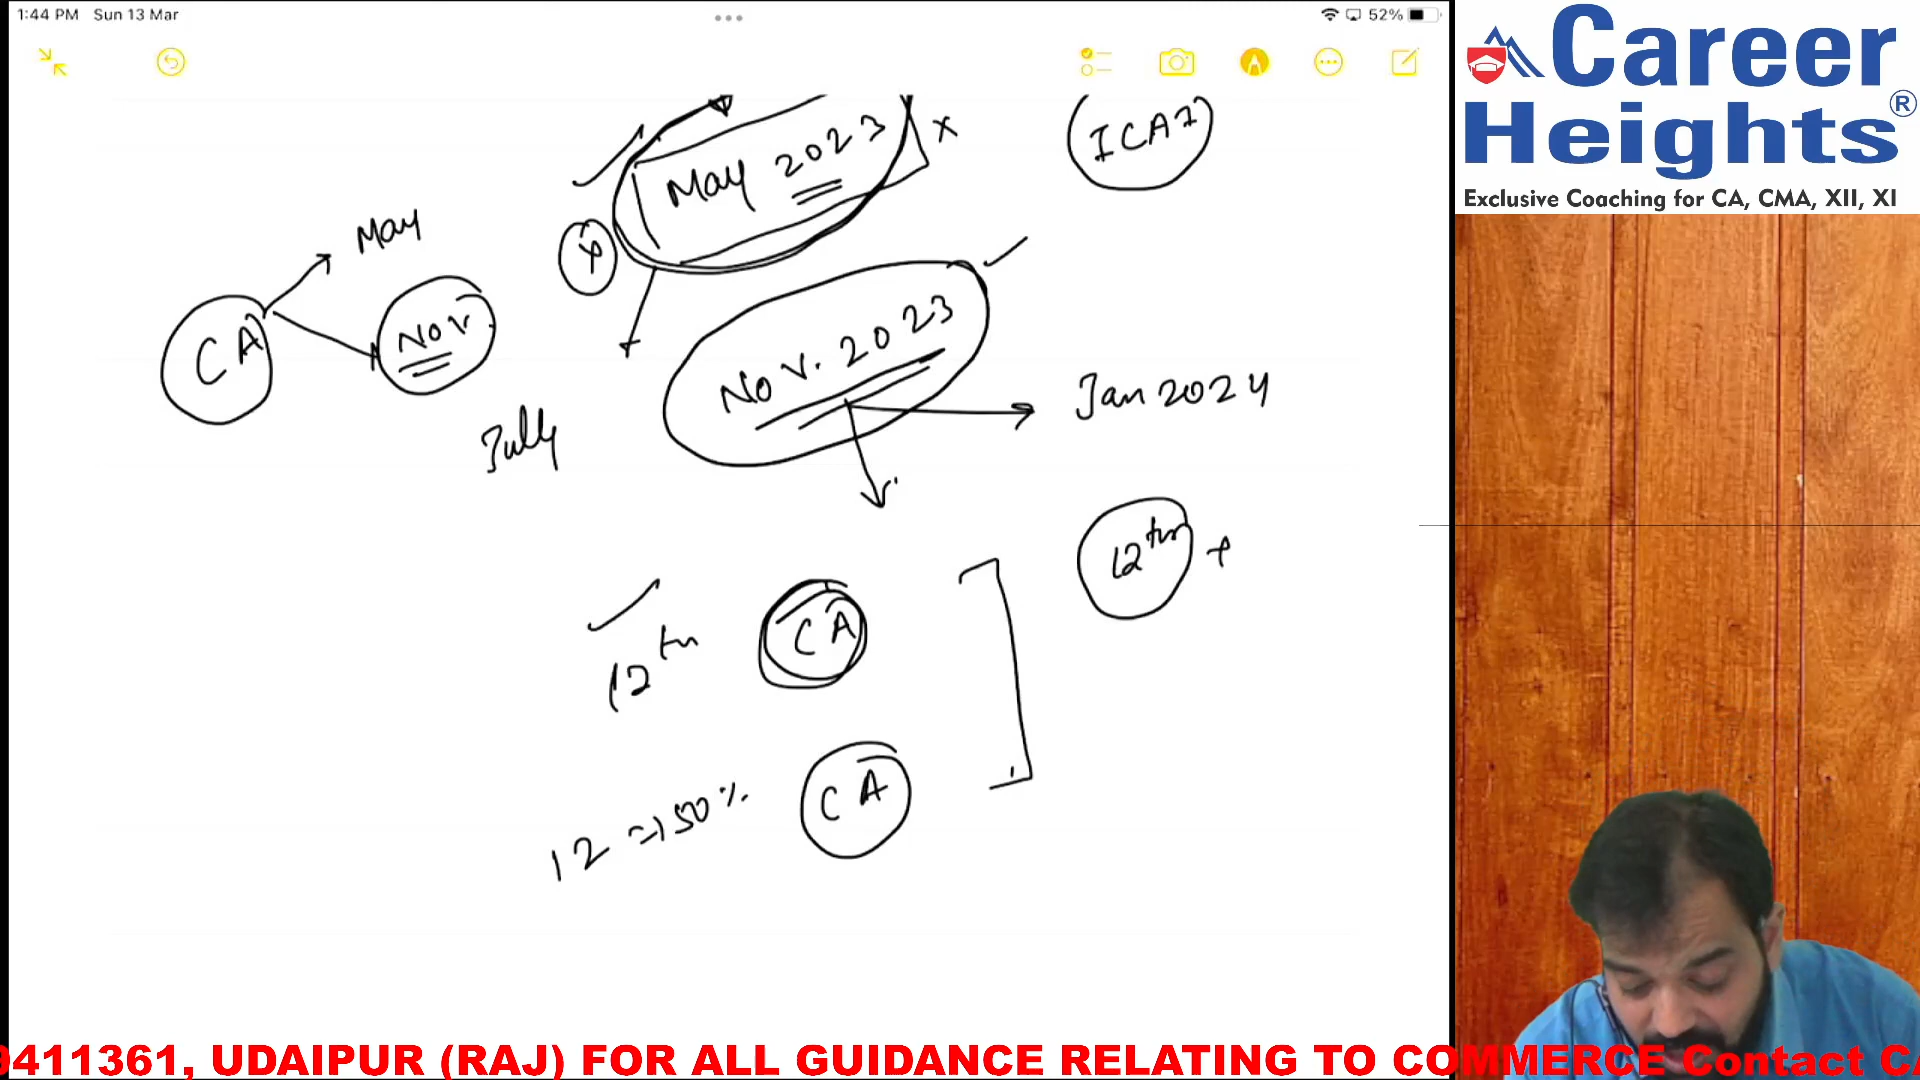 1:44 PM Sun 13 Mar
52%
Career
Heights®
Exclusive Coaching for CA, CMA, XII, XI
May 2023
x
ICAI
CA
May
Nov.
Nov. 2023
Jan 2024
July
12th
CA
12th +
12 => 50%
CA
9411361, UDAIPUR (RAJ) FOR ALL GUIDANCE RELATING TO COMMERCE Contact CA